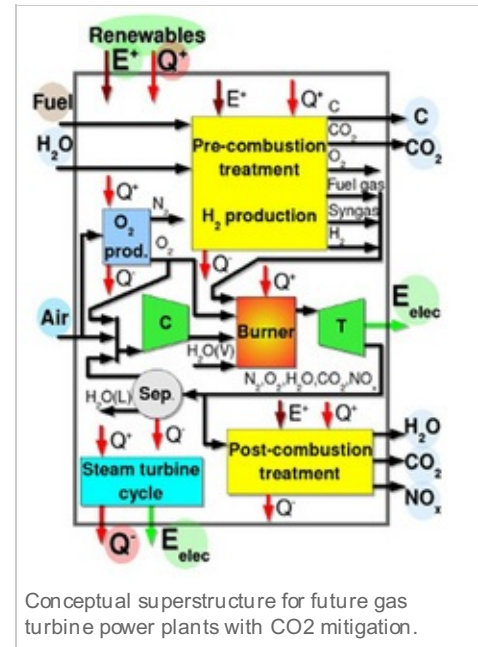 Renewables
E+ Q+
Fuel
E+ Q+ C
C
H2O
CO2
CO2
Pre-combustion
treatment
O2
Fuel gas
Q+
N2
H2 production
Syngas
O2
prod.
O2
H2
Q-
Q-
Q+
Air
C
Burner
T
Eelec
H2O(V)
N2,O2,H2O,CO2,NOx
H2O(L)
Sep.
E+ Q+
H2O
Q+
Q-
Post-combustion
treatment
CO2
Steam turbine
cycle
NOx
Q-
Q-
Eelec
Conceptual superstructure for future gas
turbine power plants with CO2 mitigation.